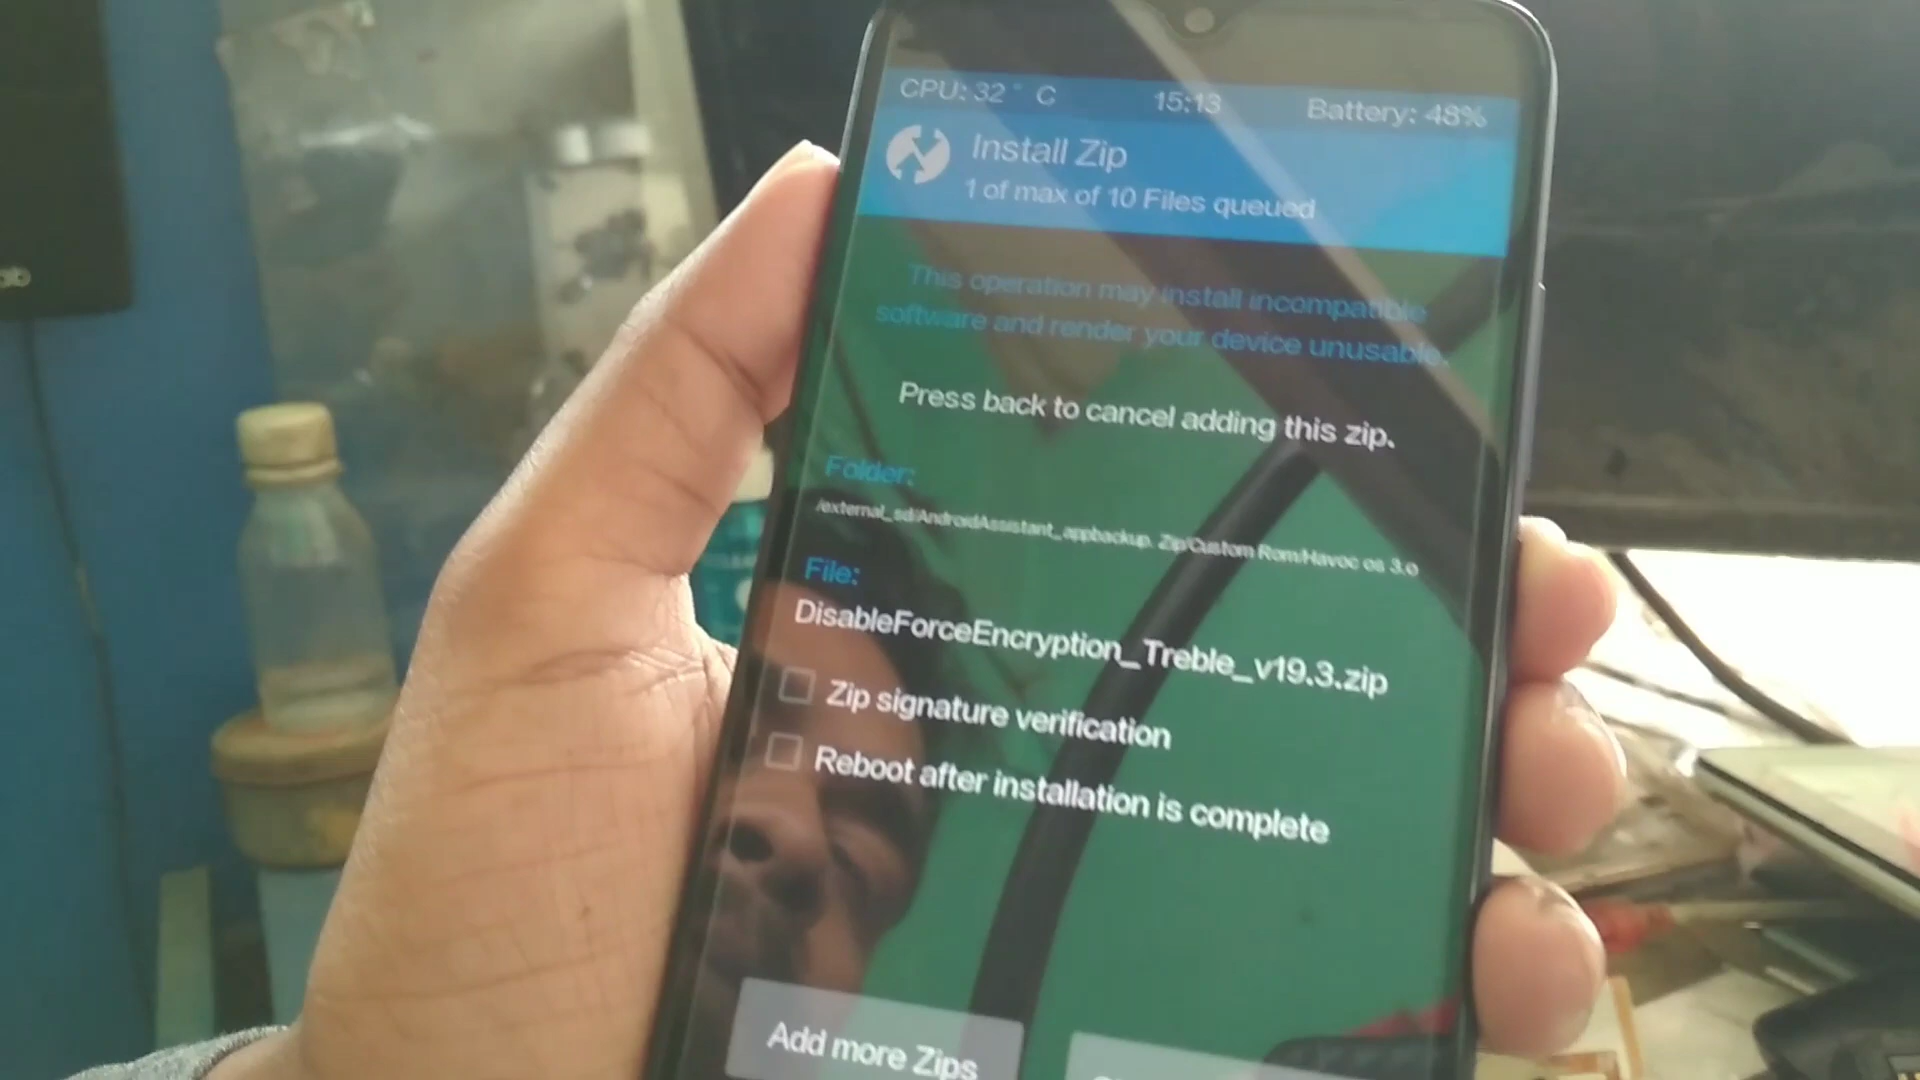 CPU: 32 ° C 15:13 Battery: 48%
Install Zip
1 of max of 10 Files queued
This operation may install incompatible
software and render your device unusable.
Press back to cancel adding this zip.
Folder:
/external_sd/AndroidAssistant_appbackup. Zip/Custom Rom/Havoc os 3.o
File:
DisableForceEncryption_Treble_v19.3.zip
Zip signature verification
Reboot after installation is complete
Add more Zips